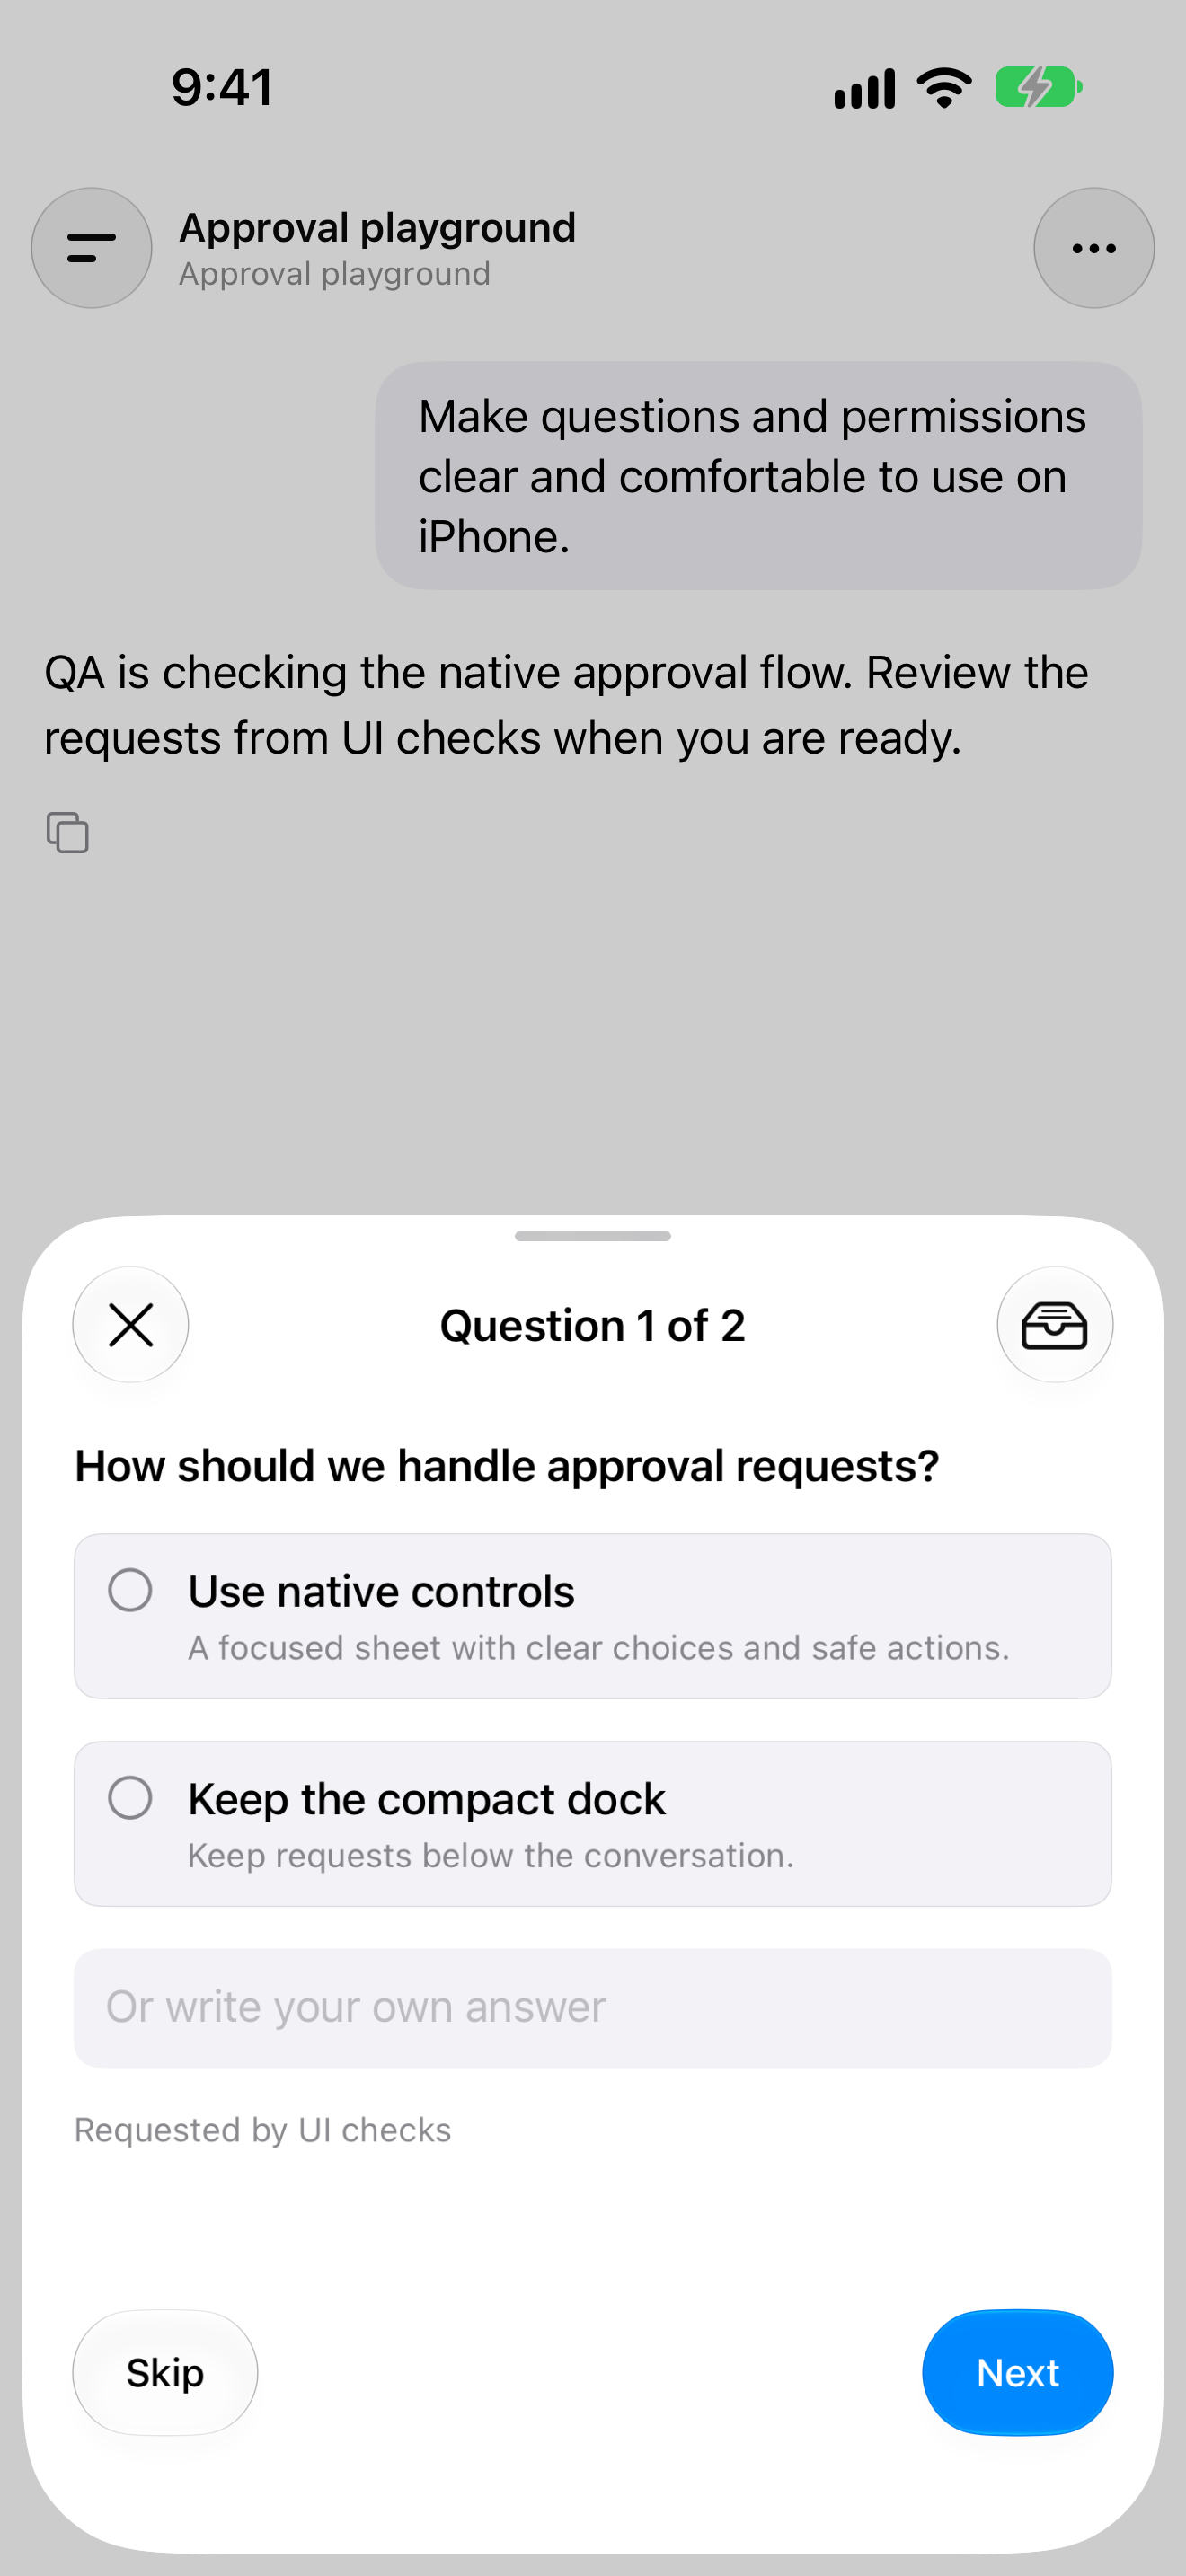 9:41
Approval playground
Approval playground
Make questions and permissions
clear and comfortable to use on
iPhone.
QA is checking the native approval flow. Review the
requests from UI checks when you are ready.
Question 1 of 2
How should we handle approval requests?
Use native controls
A focused sheet with clear choices and safe actions.
Keep the compact dock
Keep requests below the conversation.
Or write your own answer
Requested by UI checks
Skip
Next